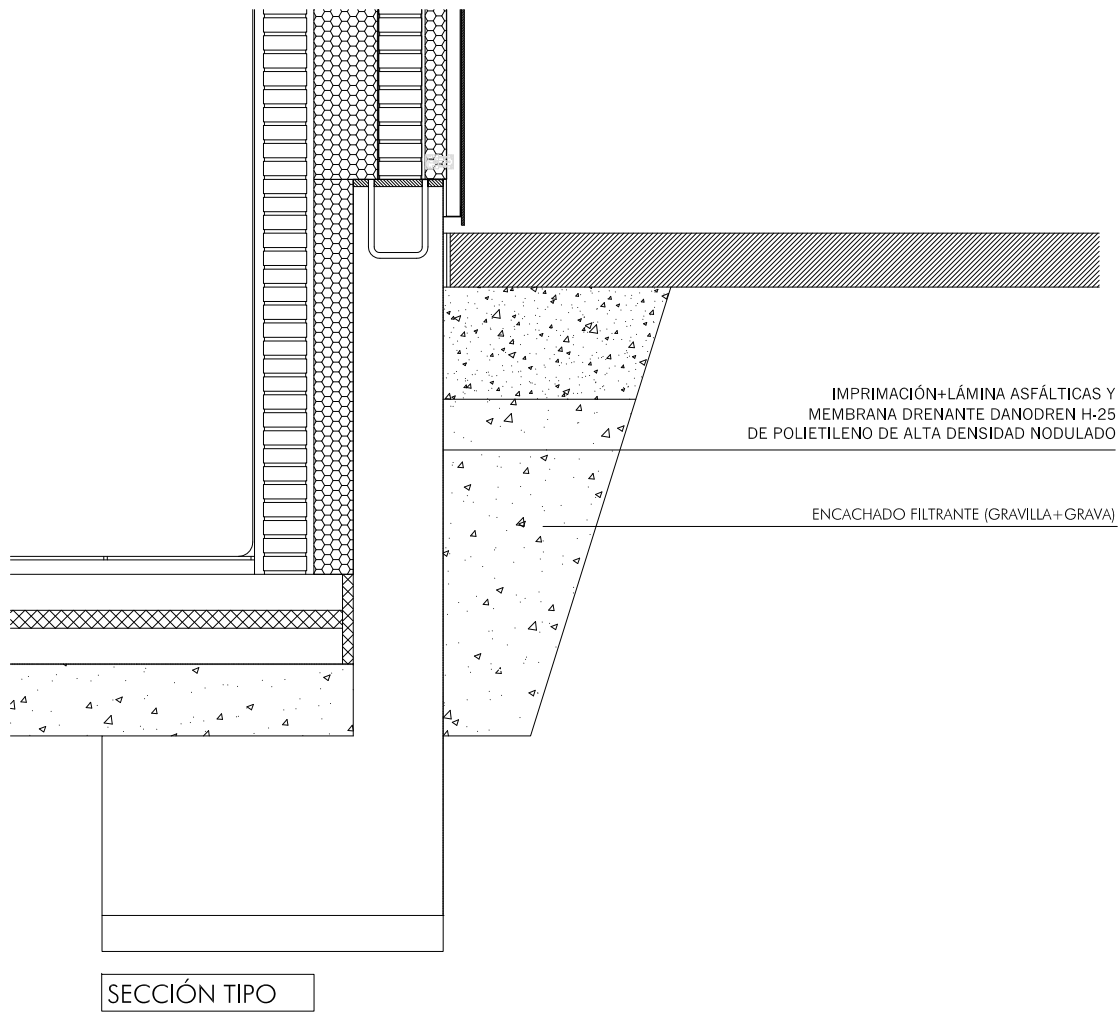 IMPRIMACIÓN+LÁMINA ASFÁLTICAS Y
MEMBRANA DRENANTE DANODREN H-25
DE POLIETILENO DE ALTA DENSIDAD NODULADO
ENCACHADO FILTRANTE (GRAVILLA+GRAVA)
SECCIÓN TIPO